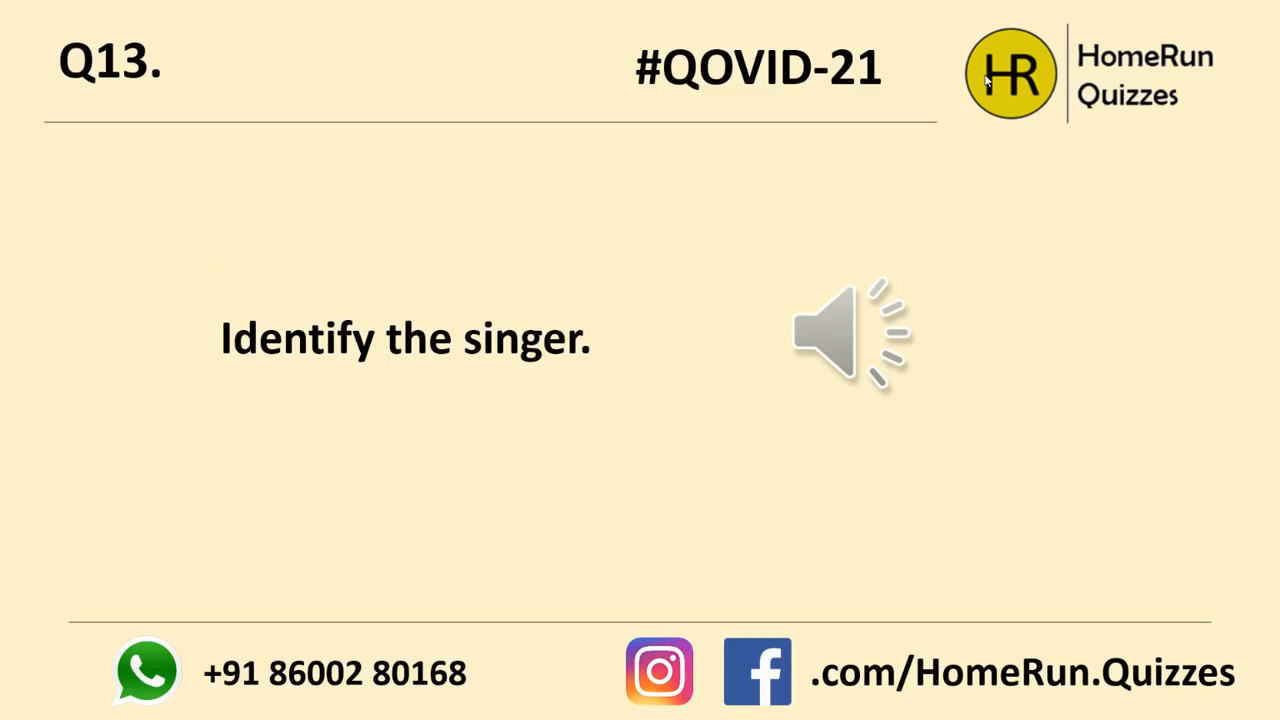 Q13.
#QOVID-21
HR
HomeRun
Quizzes
Identify the singer.
+91 86002 80168
.com/HomeRun.Quizzes